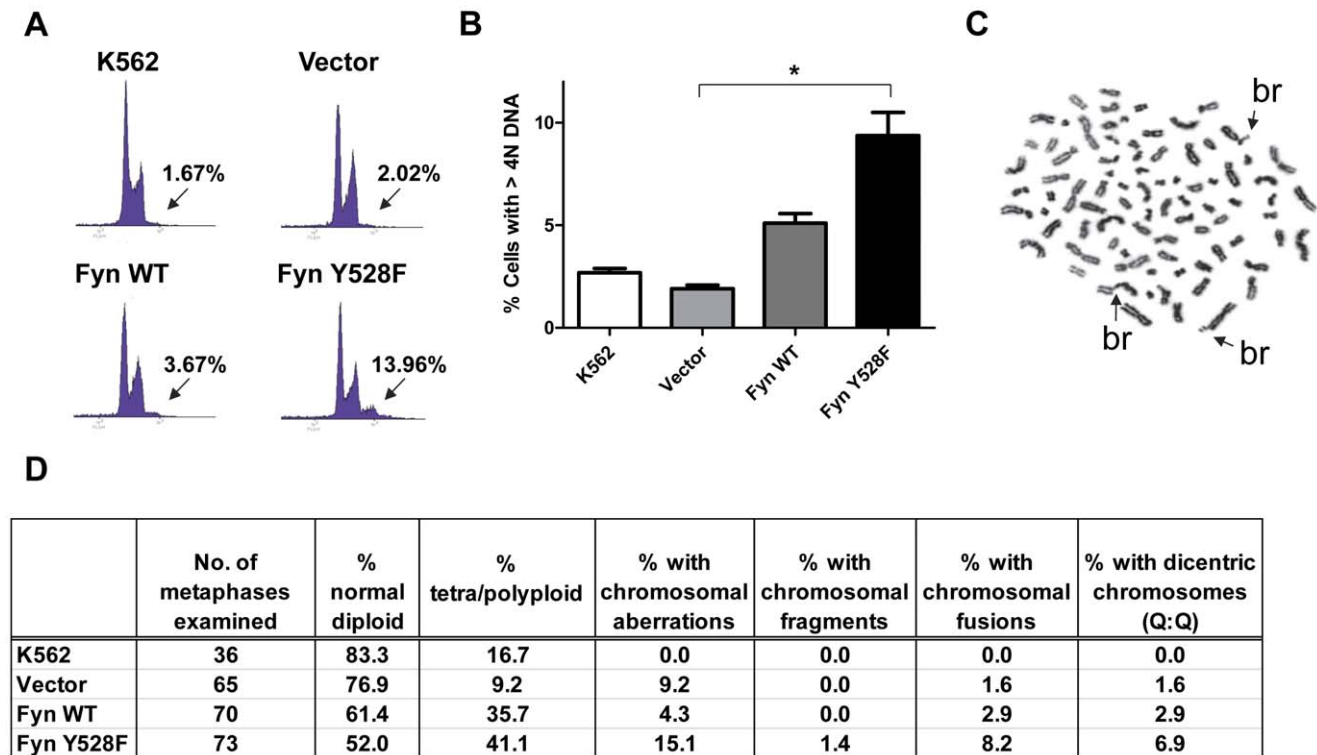 A
K562
1.67%
Vector
2.02%
Fyn WT
3.67%
Fyn Y528F
13.96%
B
% Cells with > 4N DNA
10
5
0
*
K562
Vector
Fyn WT
Fyn Y528F
C
br
br
br
D
No. of metaphases examined | % normal diploid | % tetra/polyploid | % with chromosomal aberrations | % with chromosomal fragments | % with chromosomal fusions | % with dicentric chromosomes (Q:Q)
K562 | 36 | 83.3 | 16.7 | 0.0 | 0.0 | 0.0 | 0.0
Vector | 65 | 76.9 | 9.2 | 9.2 | 0.0 | 1.6 | 1.6
Fyn WT | 70 | 61.4 | 35.7 | 4.3 | 0.0 | 2.9 | 2.9
Fyn Y528F | 73 | 52.0 | 41.1 | 15.1 | 1.4 | 8.2 | 6.9